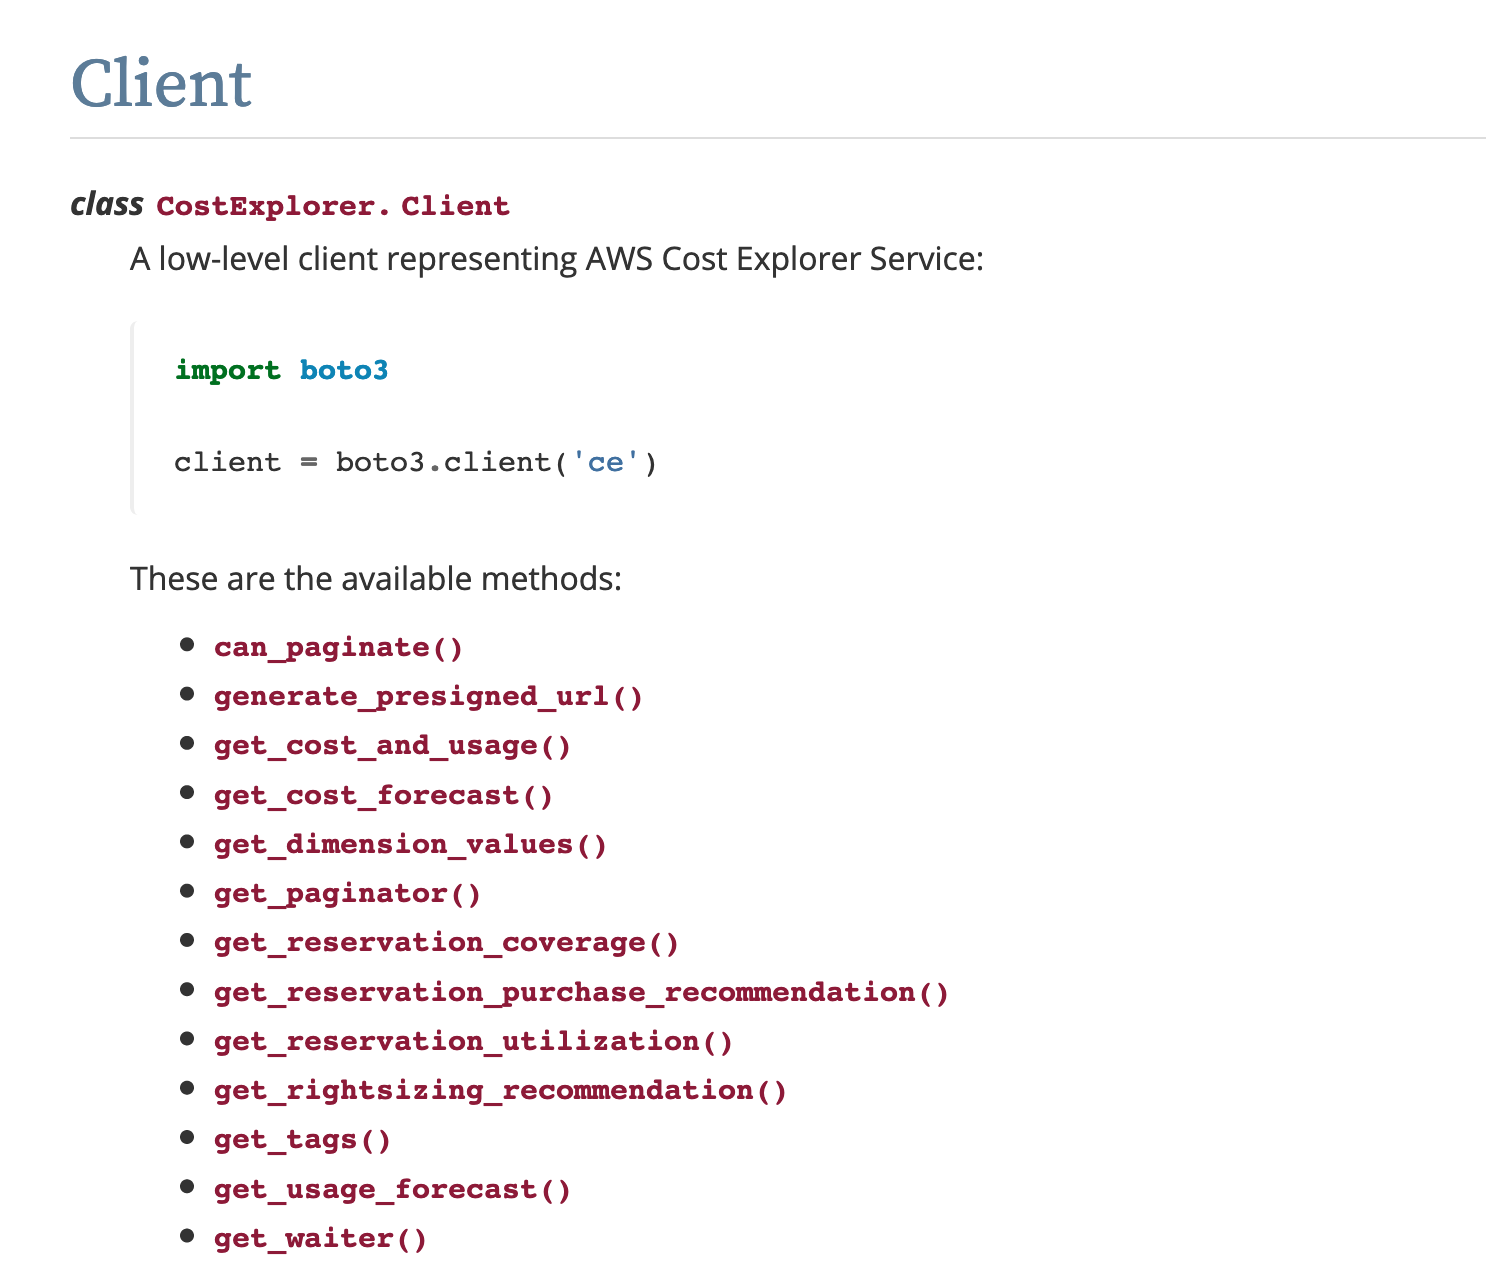 Client
class CostExplorer. Client
A low-level client representing AWS Cost Explorer Service:
import boto3
client = boto3.client('ce')
These are the available methods:
can_paginate()
generate_presigned_url()
get_cost_and_usage()
get_cost_forecast()
get_dimension_values()
get_paginator()
get_reservation_coverage()
get_reservation_purchase_recommendation()
get_reservation_utilization()
get_rightsizing_recommendation()
get_tags()
get_usage_forecast()
get_waiter()